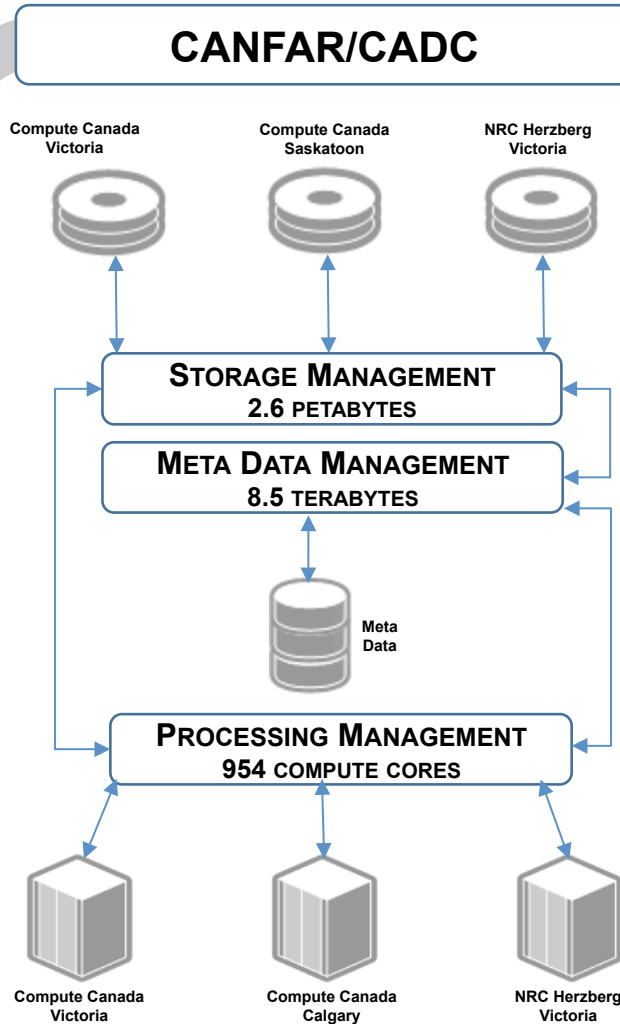 CANFAR/CADC
Compute Canada
Victoria
Compute Canada
Saskatoon
NRC Herzberg
Victoria
STORAGE MANAGEMENT
2.6 PETABYTES
META DATA MANAGEMENT
8.5 TERABYTES
Meta
Data
PROCESSING MANAGEMENT
954 COMPUTE CORES
Compute Canada
Victoria
Compute Canada
Calgary
NRC Herzberg
Victoria